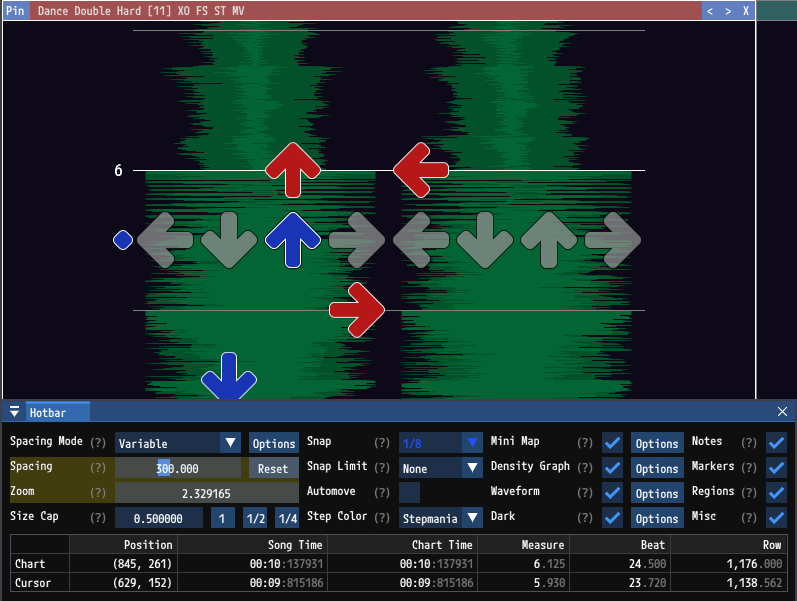 Pin Dance Double Hard [11] XO FS ST MV < > X
6
Hotbar
Spacing Mode (?) Variable Options Snap (?) 1/8 Mini Map (?) Options Notes (?)
Spacing (?) 300.000 Reset Snap Limit (?) None Density Graph (?) Options Markers (?)
Zoom (?) 2.329165 Automove (?) Waveform (?) Options Regions (?)
Size Cap (?) 0.500000 1 1/2 1/4 Step Color (?) Stepmania Dark (?) Options Misc (?)
Position Song Time Chart Time Measure Beat Row
Chart (845, 261) 00:10:137931 00:10:137931 6.125 24.500 1,176.000
Cursor (629, 152) 00:09:815186 00:09:815186 5.930 23.720 1,138.562